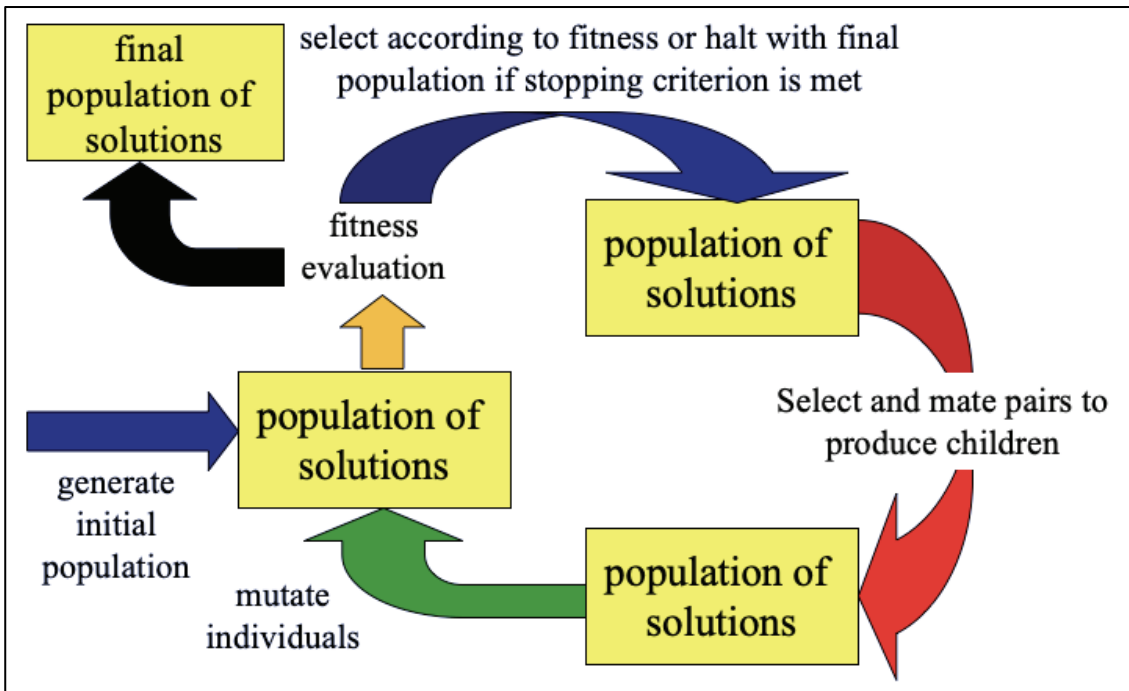 final
population of
solutions
select according to fitness or halt with final
population if stopping criterion is met
fitness
evaluation
population of
solutions
population of
solutions
Select and mate pairs to
produce children
generate
initial
population
mutate
individuals
population of
solutions